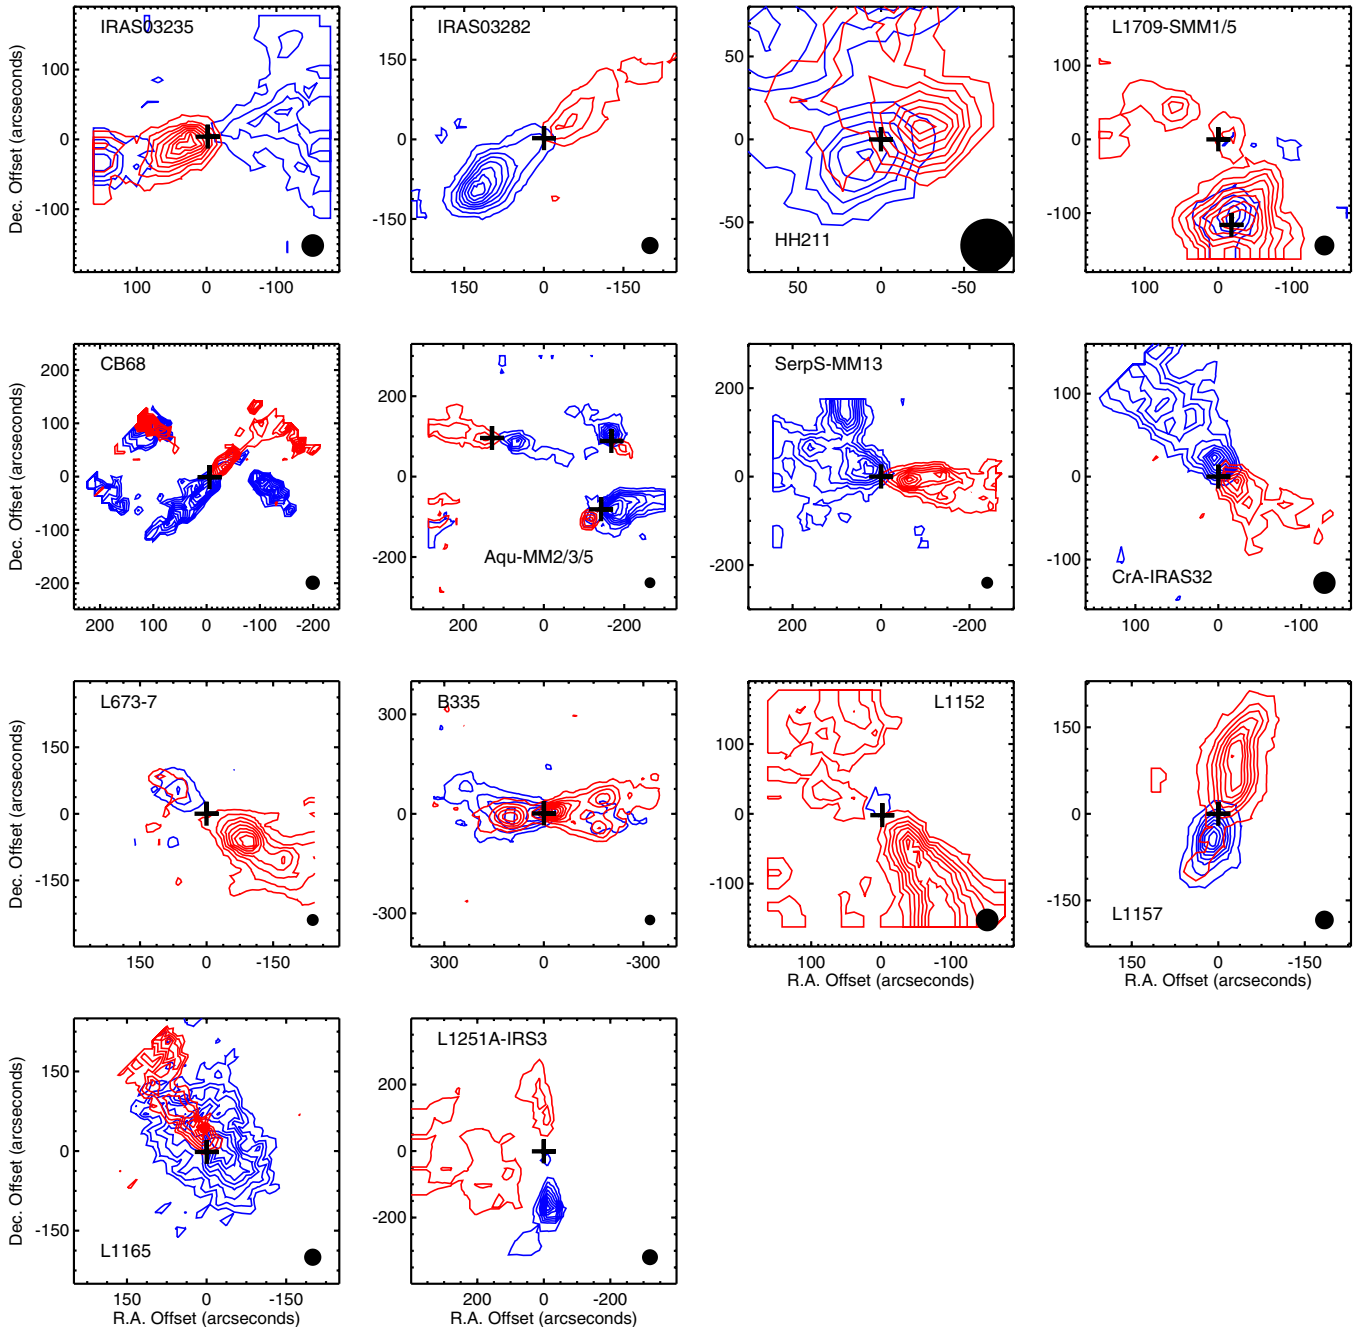 IRAS03235
IRAS03282
HH211
L1709-SMM1/5
Dec. Offset (arcseconds)
100
0
-100
150
0
-150
50
0
-50
0
-100
100 0 -100
150 0 -150
50 0 -50
100 0 -100
CB68
Aqu-MM2/3/5
SerpS-MM13
CrA-IRAS32
Dec. Offset (arcseconds)
200
100
0
-100
-200
200
0
-200
200
0
-200
100
0
-100
200 100 0 -100 -200
200 0 -200
200 0 -200
100 0 -100
L673-7
B335
L1152
L1157
Dec. Offset (arcseconds)
150
0
-150
300
0
-300
100
0
-100
150
0
-150
150 0 -150
300 0 -300
100 0 -100
150 0 -150
R.A. Offset (arcseconds)
R.A. Offset (arcseconds)
L1165
L1251A-IRS3
Dec. Offset (arcseconds)
150
0
-150
200
0
-200
150 0 -150
200 0 -200
R.A. Offset (arcseconds)
R.A. Offset (arcseconds)